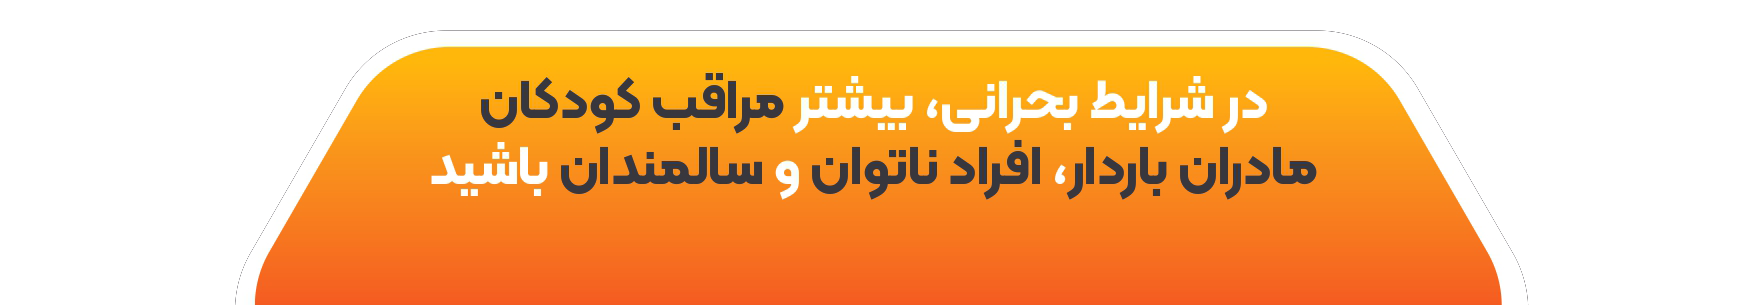 در شرایط بحرانی، بیشتر مراقب کودکان
مادران باردار، افراد ناتوان و سالمندان باشید